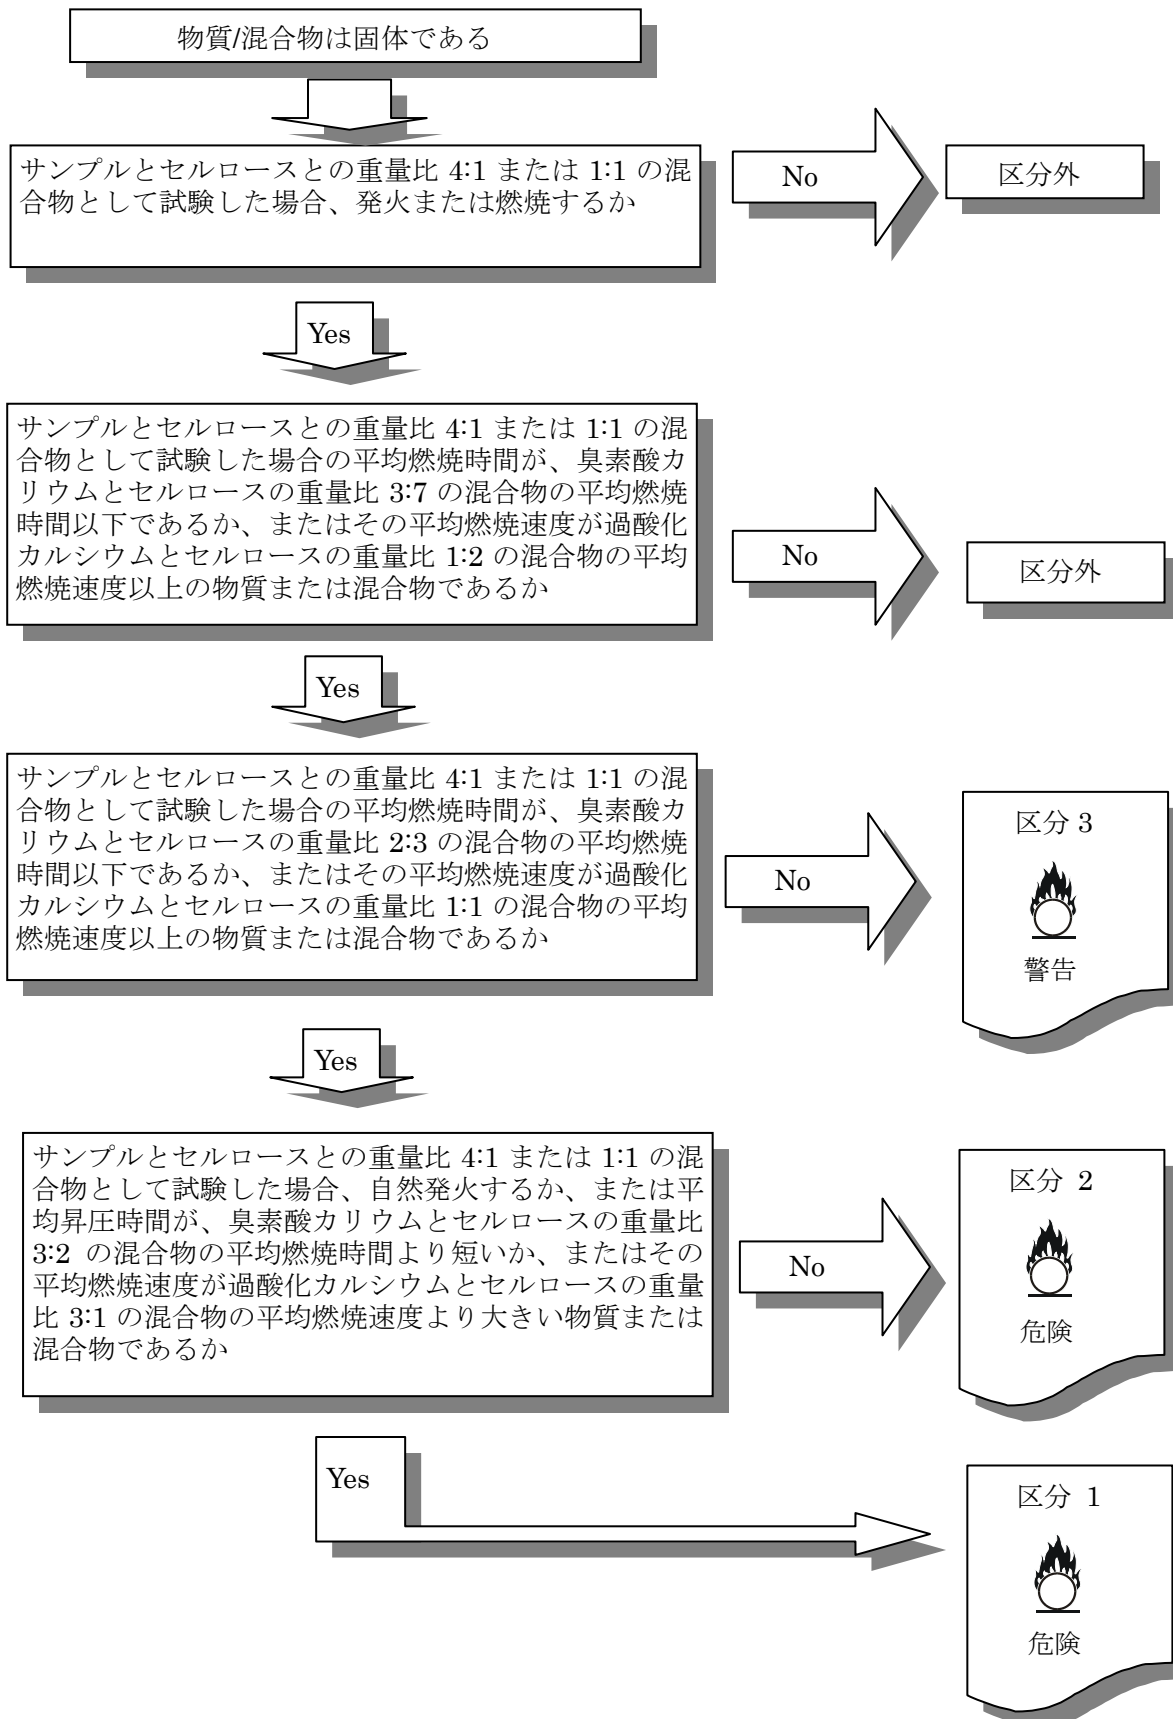 物質/混合物は固体である
サンプルとセルロースとの重量比 4:1 または 1:1 の混
合物として試験した場合、発火または燃焼するか
No
区分外
Yes
サンプルとセルロースとの重量比 4:1 または 1:1 の混
合物として試験した場合の平均燃焼時間が、臭素酸カ
リウムとセルロースの重量比 3:7 の混合物の平均燃焼
時間以下であるか、またはその平均燃焼速度が過酸化
カルシウムとセルロースの重量比 1:2 の混合物の平均
燃焼速度以上の物質または混合物であるか
No
区分外
Yes
サンプルとセルロースとの重量比 4:1 または 1:1 の混
合物として試験した場合の平均燃焼時間が、臭素酸カ
リウムとセルロースの重量比 2:3 の混合物の平均燃焼
時間以下であるか、またはその平均燃焼速度が過酸化
カルシウムとセルロースの重量比 1:1 の混合物の平均
燃焼速度以上の物質または混合物であるか
No
区分 3
警告
Yes
サンプルとセルロースとの重量比 4:1 または 1:1 の混
合物として試験した場合、自然発火するか、または平
均昇圧時間が、臭素酸カリウムとセルロースの重量比
3:2 の混合物の平均燃焼時間より短いか、またはその
平均燃焼速度が過酸化カルシウムとセルロースの重量
比 3:1 の混合物の平均燃焼速度より大きい物質または
混合物であるか
No
区分 2
危険
Yes
区分 1
危険